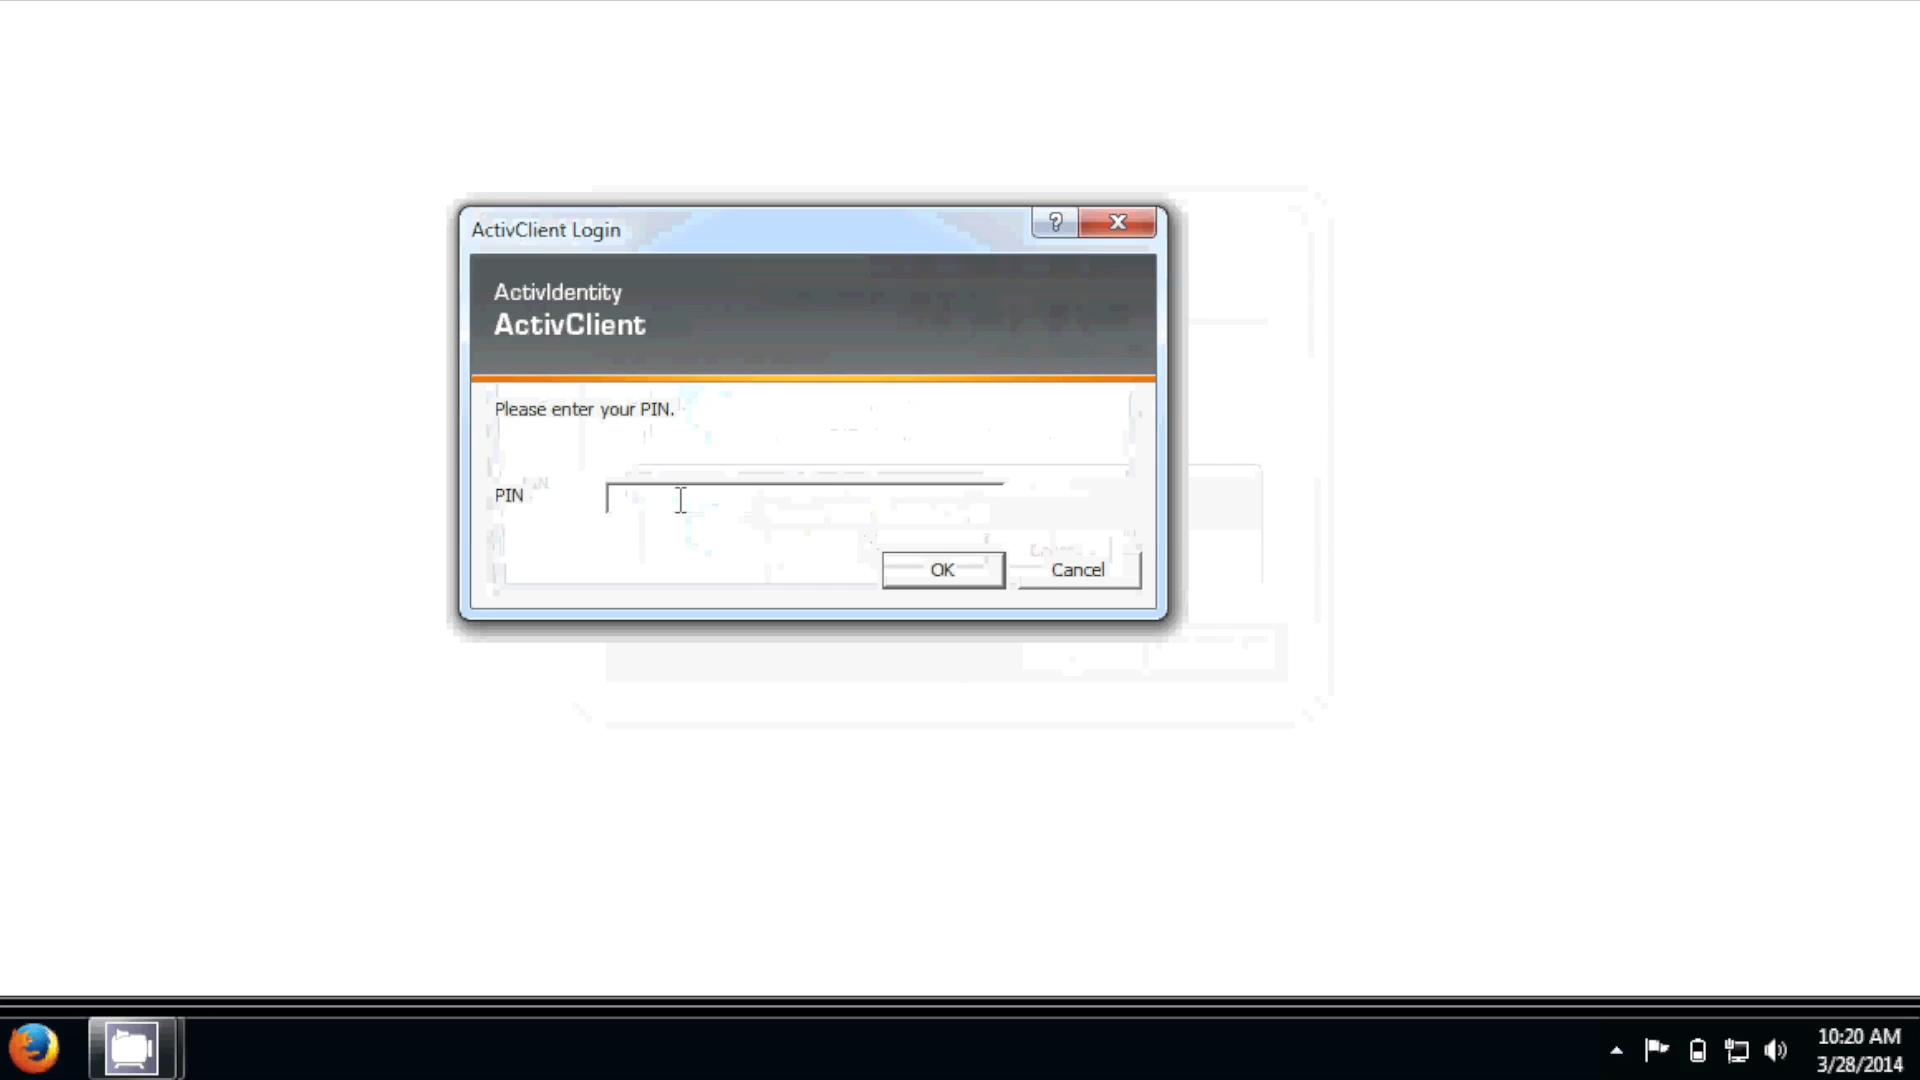 ActivClient Login
ActivIdentity
ActivClient
Please enter your PIN.
PIN
OK
Cancel
10:20 AM
3/28/2014